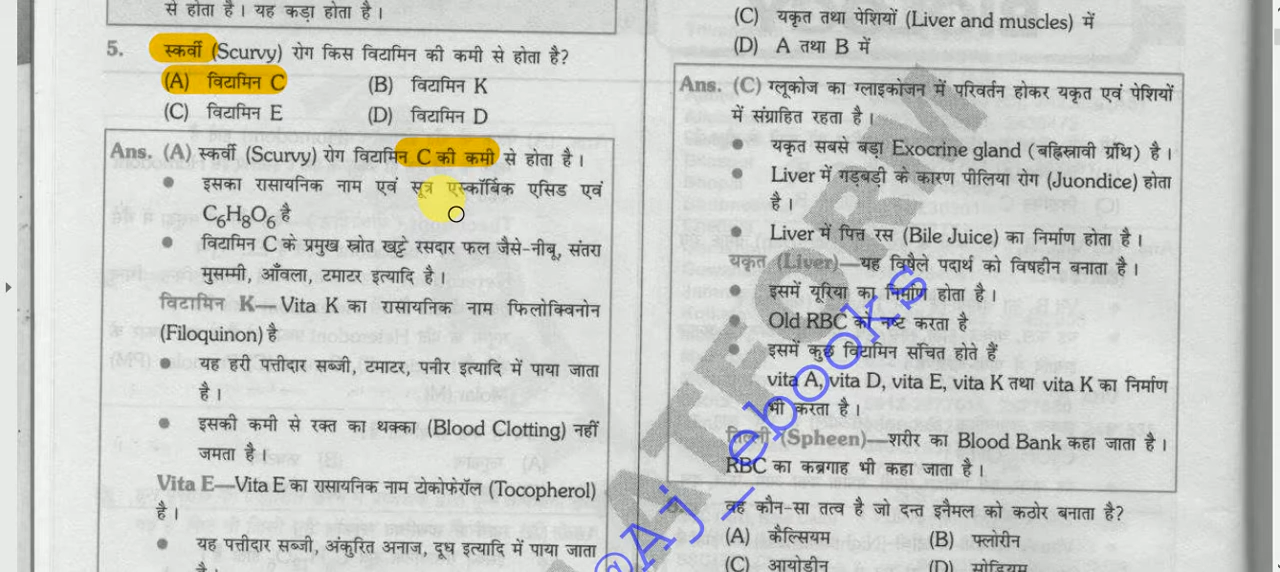 से होता है। यह कड़ा होता है।
5. स्कर्वी (Scurvy) रोग किस विटामिन की कमी से होता है?
(A) विटामिन C (B) विटामिन K
(C) विटामिन E (D) विटामिन D
Ans. (A) स्कर्वी (Scurvy) रोग विटामिन C की कमी से होता है।
● इसका रासायनिक नाम एवं सूत्र एस्कॉर्बिक एसिड एवं
C₆H₈O₆ है
● विटामिन C के प्रमुख स्रोत खट्टे रसदार फल जैसे-नीबू, संतरा
मुसम्मी, आँवला, टमाटर इत्यादि है।
विटामिन K—Vita K का रासायनिक नाम फिलोक्विनोन
(Filoquinon) है
● यह हरी पत्तीदार सब्जी, टमाटर, पनीर इत्यादि में पाया जाता
है।
● इसकी कमी से रक्त का थक्का (Blood Clotting) नहीं
जमता है।
Vita E—Vita E का रासायनिक नाम टोकोफेरॉल (Tocopherol)
है।
● यह पत्तीदार सब्जी, अंकुरित अनाज, दूध इत्यादि में पाया जाता
(C) यकृत तथा पेशियों (Liver and muscles) में
(D) A तथा B में
Ans. (C) ग्लूकोज का ग्लाइकोजन में परिवर्तन होकर यकृत एवं पेशियों
में संग्राहित रहता है।
● यकृत सबसे बड़ा Exocrine gland (बहिस्रावी ग्रंथि) है।
● Liver में गड़बड़ी के कारण पीलिया रोग (Juondice) होता
है।
● Liver में पित्त रस (Bile Juice) का निर्माण होता है।
यकृत (Liver)—यह विषैले पदार्थ को विषहीन बनाता है।
● इसमें यूरिया का निर्माण होता है।
● Old RBC को नष्ट करता है
● इसमें कुछ विटामिन संचित होते हैं
vita A, vita D, vita E, vita K तथा vita K का निर्माण
भी करता है।
तिल्ली (Spheen)—शरीर का Blood Bank कहा जाता है।
RBC का कब्रगाह भी कहा जाता है।
वह कौन-सा तत्व है जो दन्त इनैमल को कठोर बनाता है?
(A) कैल्सियम (B) फ्लोरीन
(C) आयोडीन (D) सोडियम
ATFORM
@Aj_ebooks